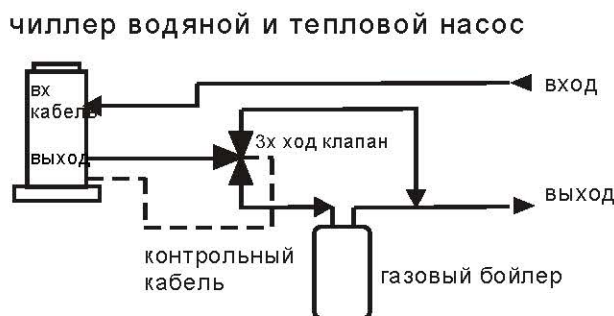 чиллер водяной и тепловой насос
вх
кабель
вход
3х ход клапан
выход
выход
контрольный
кабель
газовый бойлер